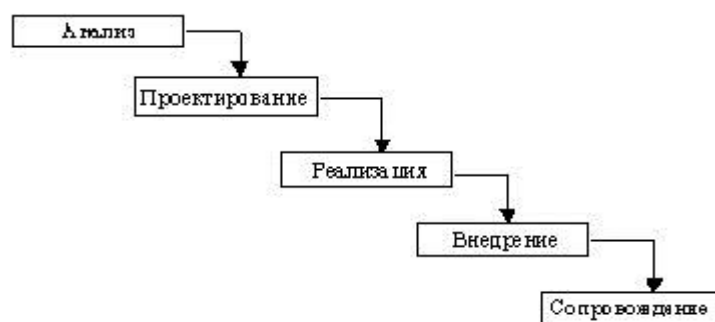 Анализ
Проектирование
Реализация
Внедрение
Сопровождение